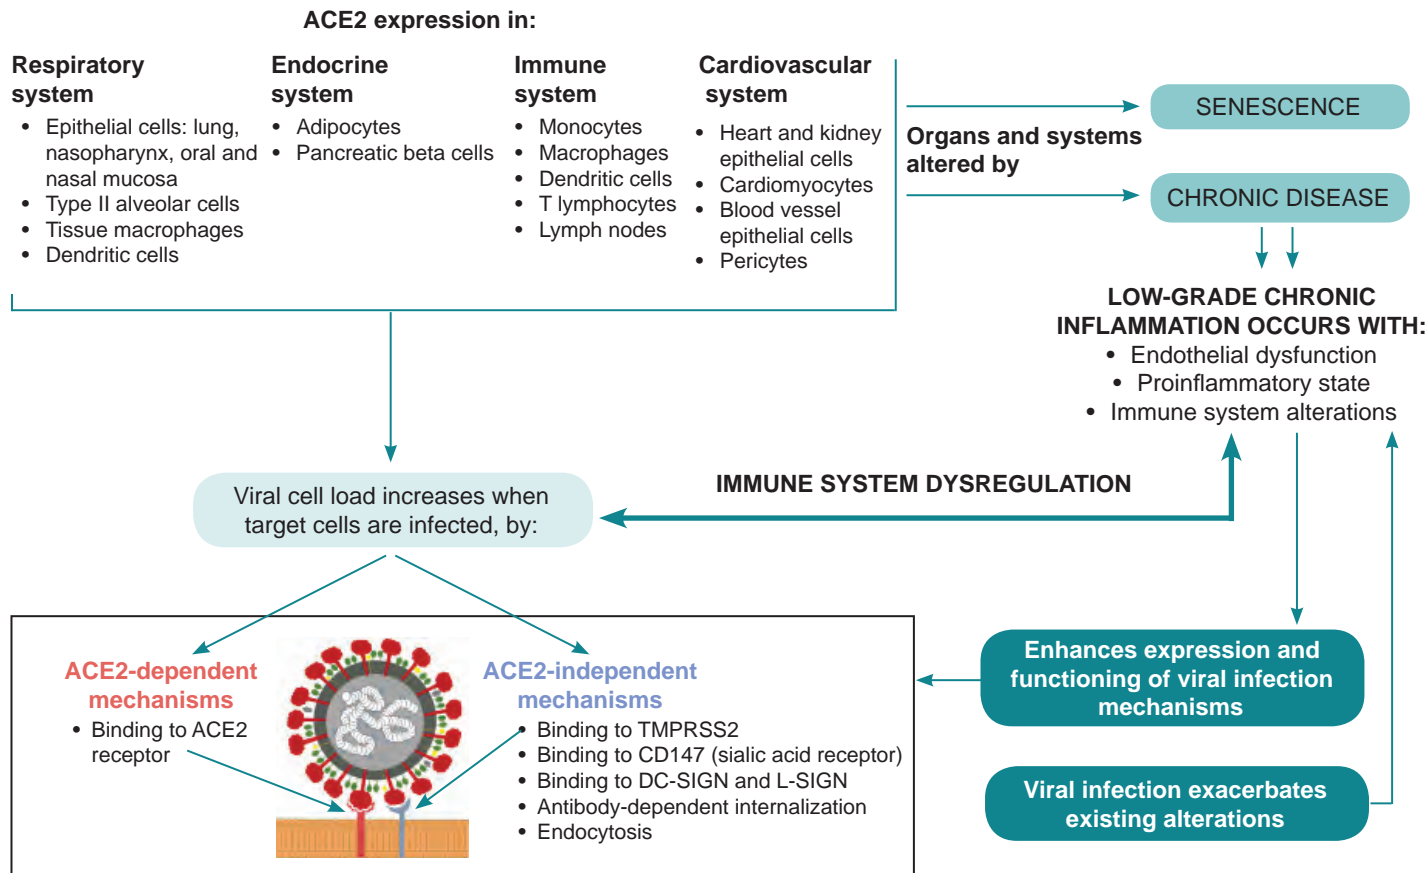 ACE2 expression in:
Respiratory
system
• Epithelial cells: lung,
nasopharynx, oral and
nasal mucosa
• Type II alveolar cells
• Tissue macrophages
• Dendritic cells
Endocrine
system
• Adipocytes
• Pancreatic beta cells
Immune
system
• Monocytes
• Macrophages
• Dendritic cells
• T lymphocytes
• Lymph nodes
Cardiovascular
system
• Heart and kidney
epithelial cells
• Cardiomyocytes
• Blood vessel
epithelial cells
• Pericytes
Organs and systems
altered by
SENESCENCE
CHRONIC DISEASE
LOW-GRADE CHRONIC
INFLAMMATION OCCURS WITH:
• Endothelial dysfunction
• Proinflammatory state
• Immune system alterations
IMMUNE SYSTEM DYSREGULATION
Viral cell load increases when
target cells are infected, by:
ACE2-dependent
mechanisms
• Binding to ACE2
receptor
ACE2-independent
mechanisms
• Binding to TMPRSS2
• Binding to CD147 (sialic acid receptor)
• Binding to DC-SIGN and L-SIGN
• Antibody-dependent internalization
• Endocytosis
Enhances expression and
functioning of viral infection
mechanisms
Viral infection exacerbates
existing alterations